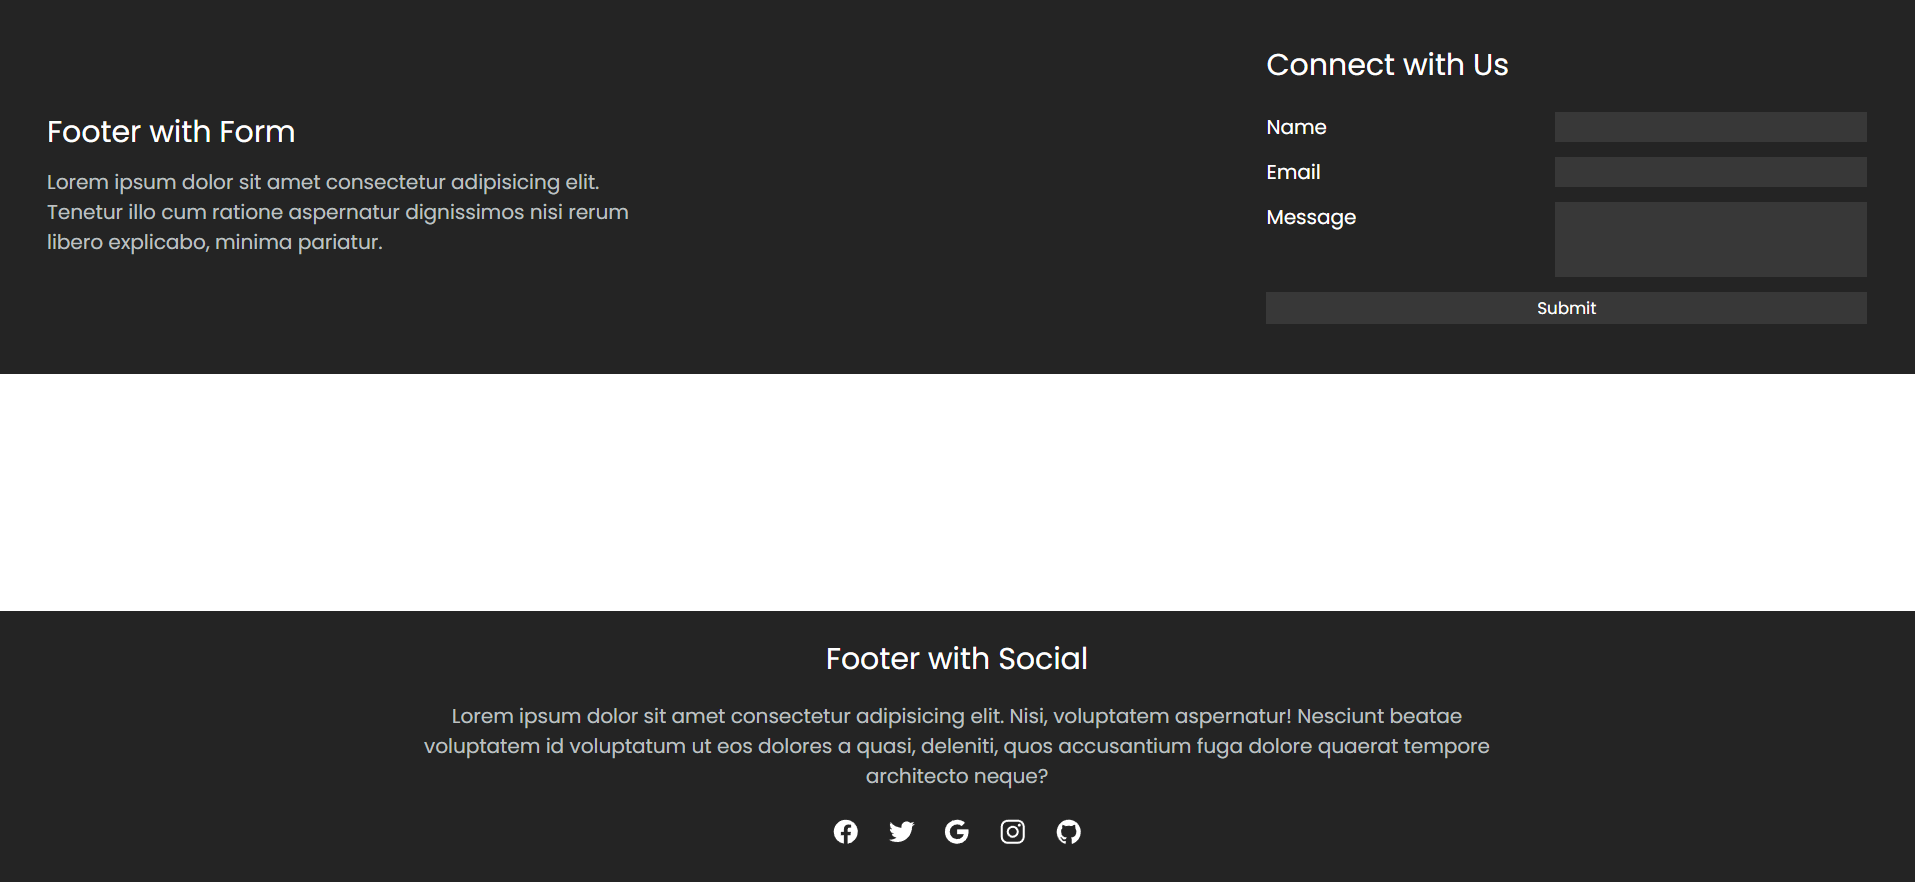 Footer with Form
Lorem ipsum dolor sit amet consectetur adipisicing elit.
Tenetur illo cum ratione aspernatur dignissimos nisi rerum
libero explicabo, minima pariatur.
Connect with Us
Name
Email
Message
Submit
Footer with Social
Lorem ipsum dolor sit amet consectetur adipisicing elit. Nisi, voluptatem aspernatur! Nesciunt beatae
voluptatem id voluptatum ut eos dolores a quasi, deleniti, quos accusantium fuga dolore quaerat tempore
architecto neque?